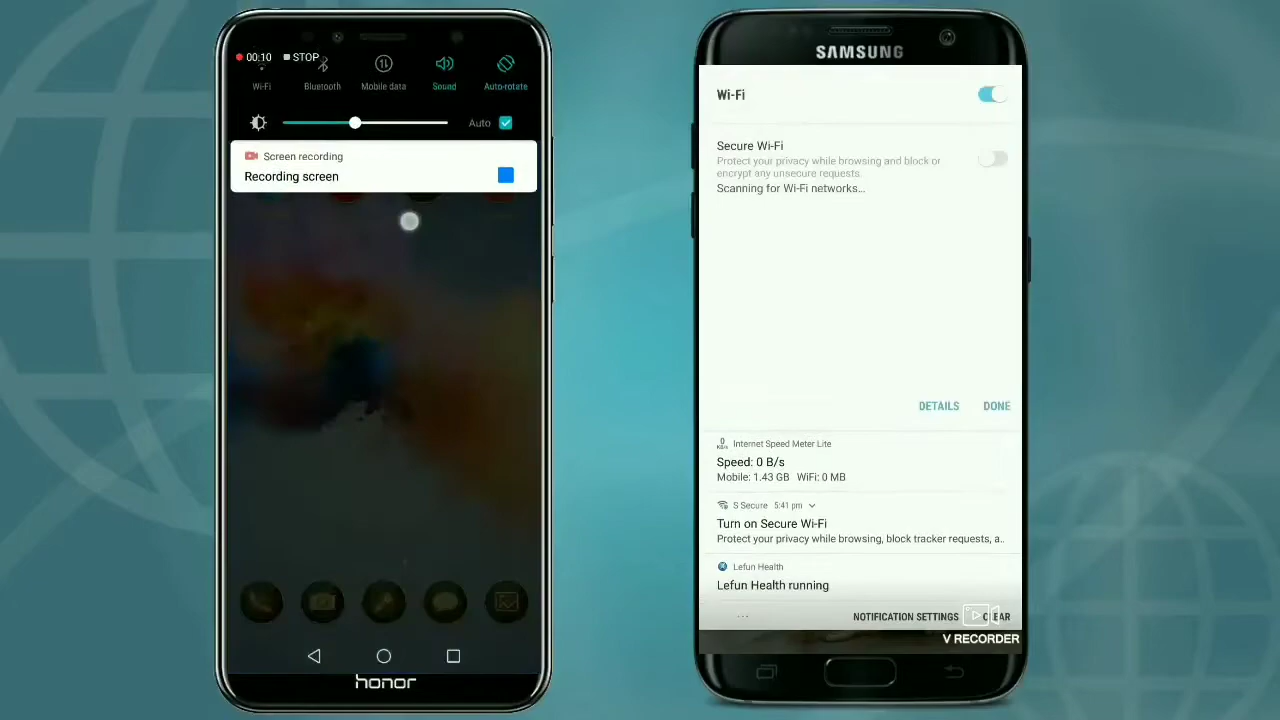 00:10
STOP
Wi-Fi
Bluetooth
Mobile data
Sound
Auto-rotate
Auto
Screen recording
Recording screen
honor
SAMSUNG
Wi-Fi
Secure Wi-Fi
Protect your privacy while browsing and block or
encrypt any unsecure requests.
Scanning for Wi-Fi networks...
DETAILS
DONE
0
KB/s
Internet Speed Meter Lite
Speed: 0 B/s
Mobile: 1.43 GB WiFi: 0 MB
S Secure 5:41 pm
Turn on Secure Wi-Fi
Protect your privacy while browsing, block tracker requests, a..
Lefun Health
Lefun Health running
NOTIFICATION SETTINGS
CLEAR
V RECORDER